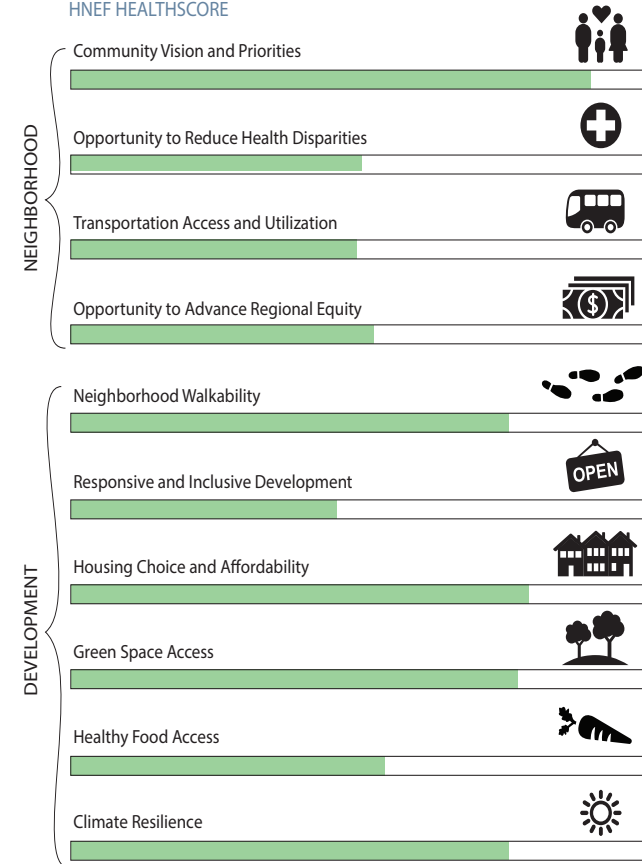 HNEF HEALTHSCORE
NEIGHBORHOOD
Community Vision and Priorities
Opportunity to Reduce Health Disparities
Transportation Access and Utilization
Opportunity to Advance Regional Equity
$
DEVELOPMENT
Neighborhood Walkability
Responsive and Inclusive Development
OPEN
Housing Choice and Affordability
Green Space Access
Healthy Food Access
Climate Resilience